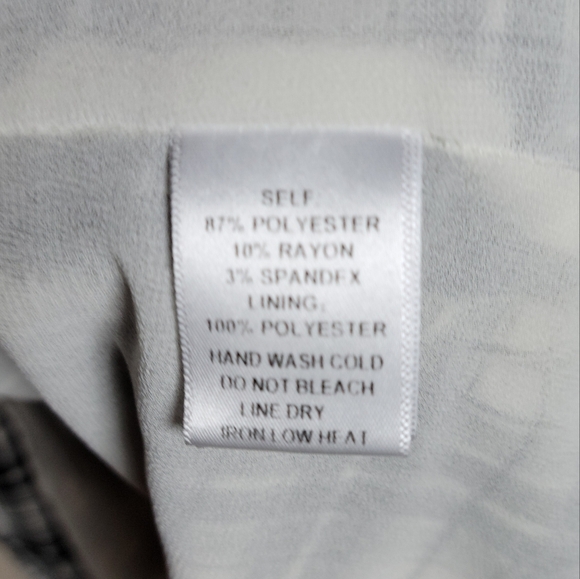 SELF
87% POLYESTER
10% RAYON
3% SPANDEX
LINING:
100% POLYESTER
HAND WASH COLD
DO NOT BLEACH
LINE DRY
IRON LOW HEAT